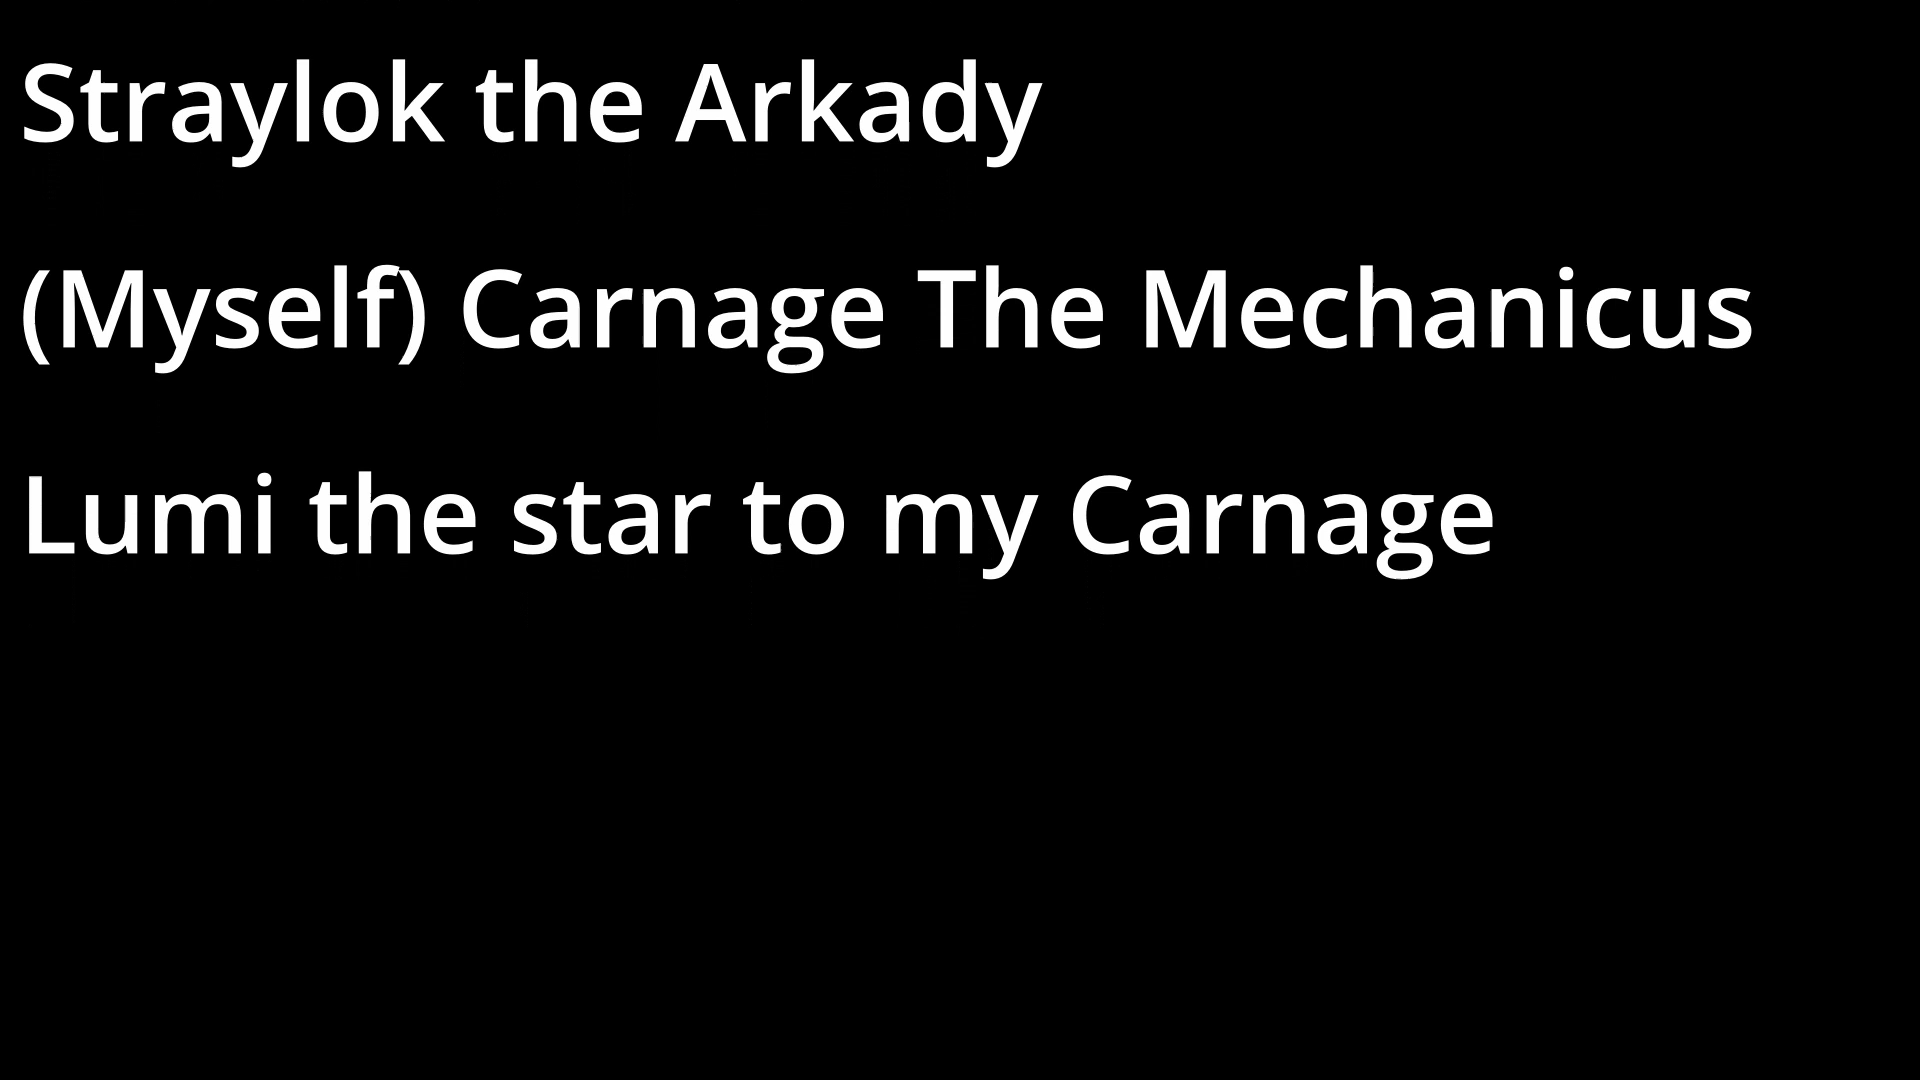 Straylok the Arkady
(Myself) Carnage The Mechanicus
Lumi the star to my Carnage